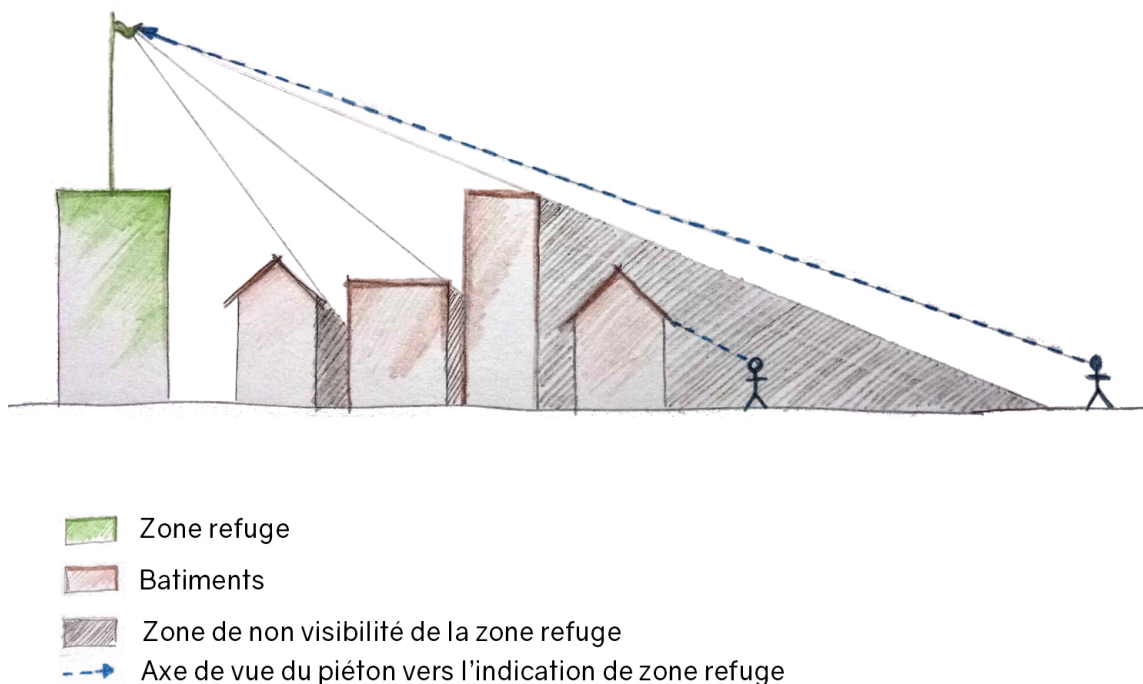 Zone refuge
Batiments
Zone de non visibilité de la zone refuge
Axe de vue du piéton vers l'indication de zone refuge